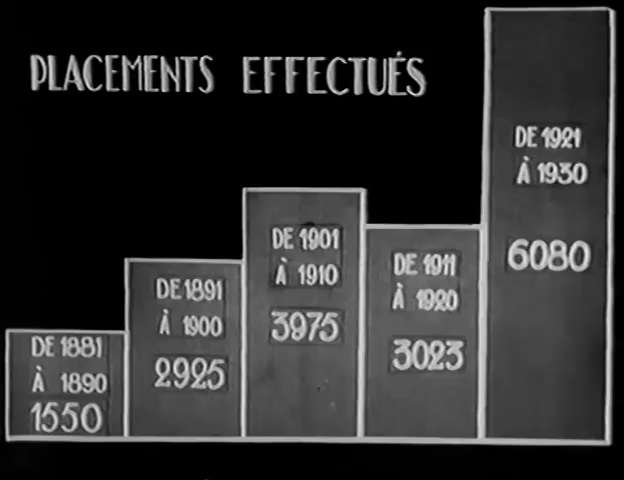 PLACEMENTS EFFECTUÉS
DE 1881
À 1890
1550
DE 1891
À 1900
2925
DE 1901
À 1910
3975
DE 1911
À 1920
3023
DE 1921
À 1930
6080